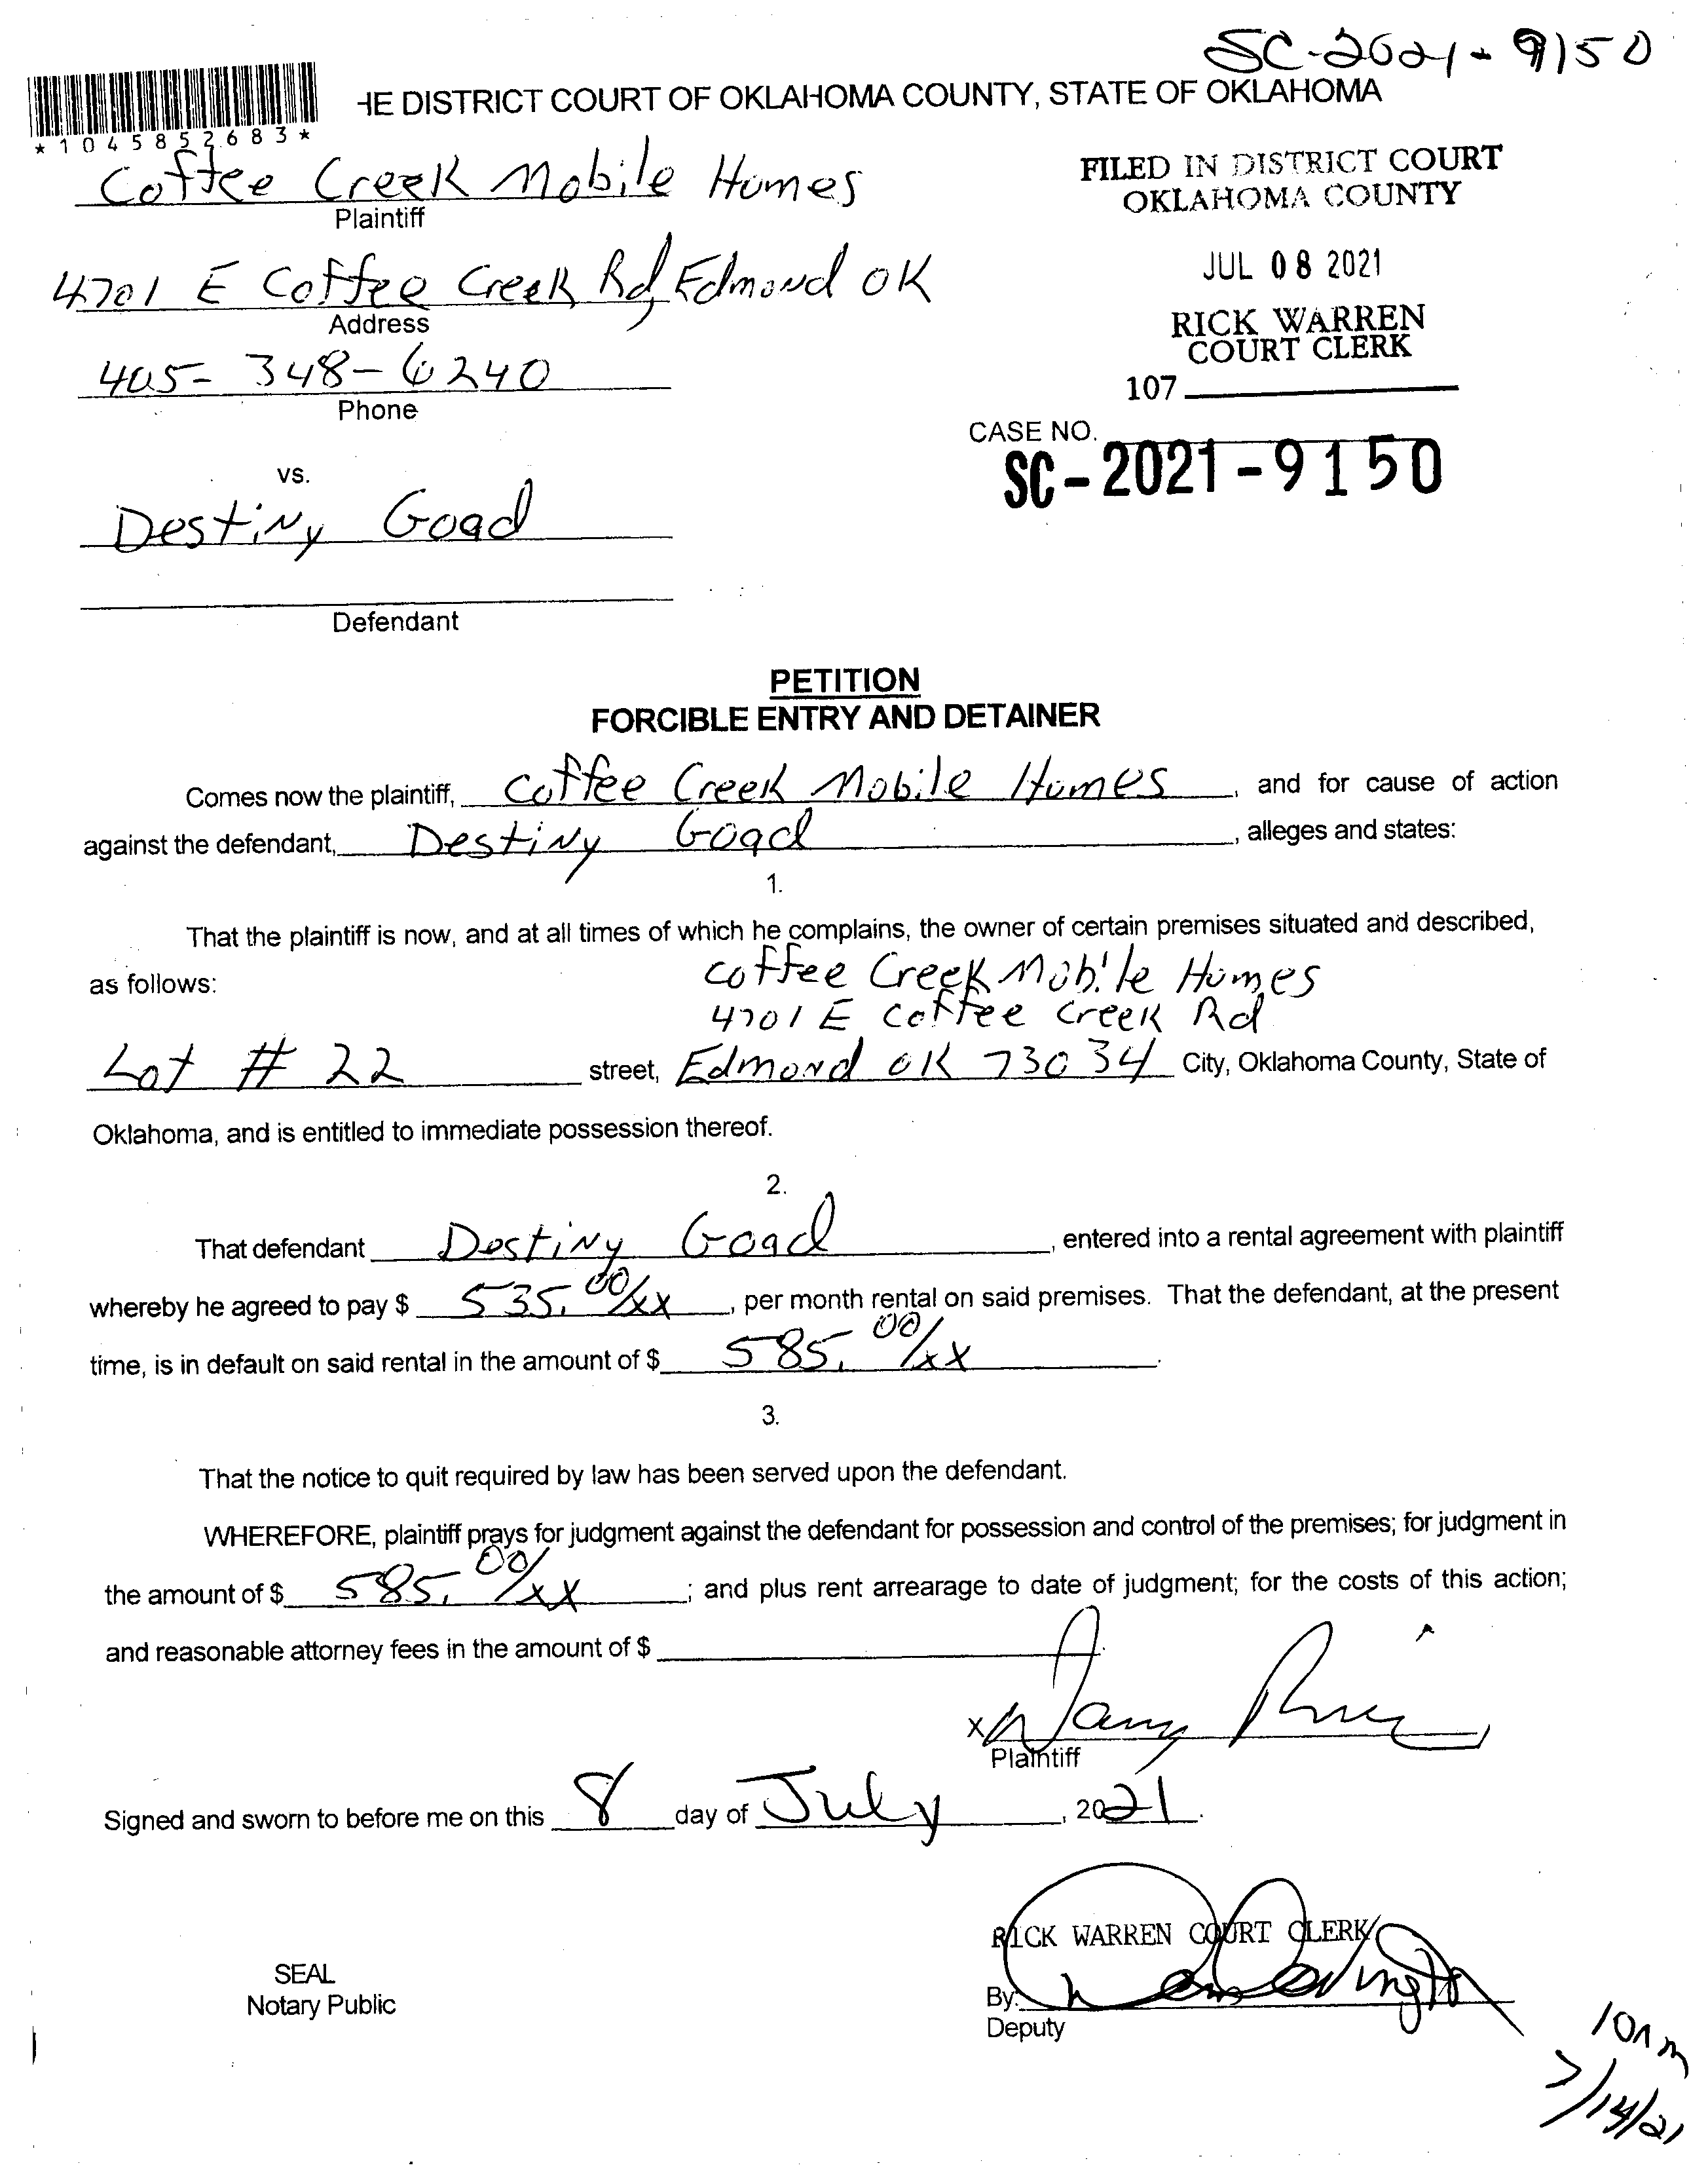 SC-2021-9150
HE DISTRICT COURT OF OKLAHOMA COUNTY, STATE OF OKLAHOMA
*1045852683*
Coffee Creek Mobile Homes
Plaintiff
FILED IN DISTRICT COURT
OKLAHOMA COUNTY
4701 E Coffee Creek Rd, Edmond OK
Address
JUL 08 2021
RICK WARREN
COURT CLERK
405-348-6240
Phone
107
CASE NO.
SC-2021-9150
vs.
Destiny Goad
Defendant
PETITION
FORCIBLE ENTRY AND DETAINER
Comes now the plaintiff, Coffee Creek Mobile Homes, and for cause of action
against the defendant, Destiny Goad, alleges and states:
1.
That the plaintiff is now, and at all times of which he complains, the owner of certain premises situated and described,
as follows: Coffee Creek Mobile Homes
4701 E Coffee Creek Rd
Lot # 22 street, Edmond OK 73034 City, Oklahoma County, State of
Oklahoma, and is entitled to immediate possession thereof.
2.
That defendant Destiny Goad, entered into a rental agreement with plaintiff
whereby he agreed to pay $ 535.00/xx, per month rental on said premises. That the defendant, at the present
time, is in default on said rental in the amount of $ 585.00/xx.
3.
That the notice to quit required by law has been served upon the defendant.
WHEREFORE, plaintiff prays for judgment against the defendant for possession and control of the premises; for judgment in
the amount of $ 585.00/xx; and plus rent arrearage to date of judgment; for the costs of this action;
and reasonable attorney fees in the amount of $
x
Plaintiff
Signed and sworn to before me on this 8 day of July, 2021.
RICK WARREN COURT CLERK
SEAL
Notary Public
By:
Deputy
10am
7/14/21